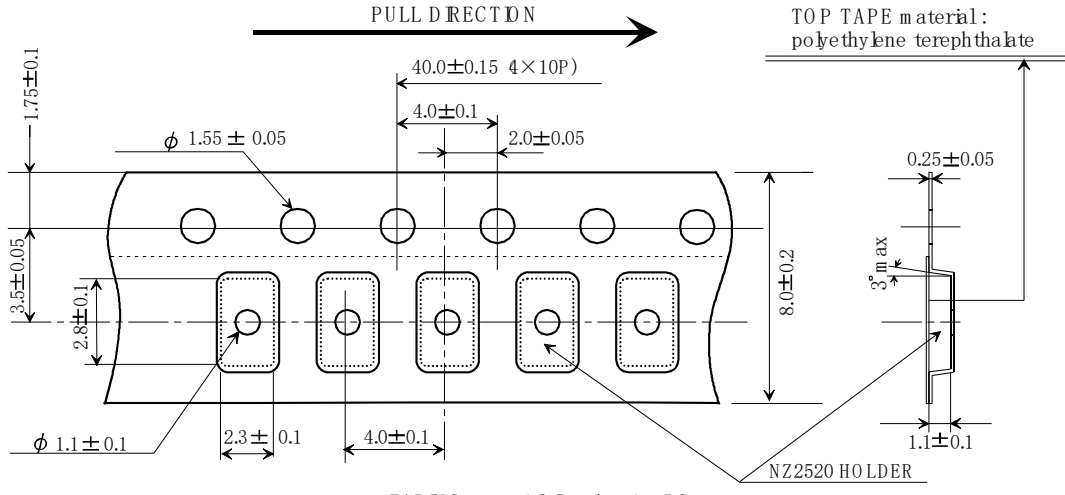 PULL DIRECTION
TOP TAPE material:
polyethylene terephthalate
1.75±0.1
40.0±0.15 (4×10P)
4.0±0.1
ϕ 1.55 ± 0.05
2.0±0.05
0.25±0.05
3.5±0.05
2.8±0.1
8.0±0.2
3°max
ϕ 1.1 ± 0.1
2.3 ± 0.1
4.0±0.1
1.1±0.1
NZ2520 HOLDER